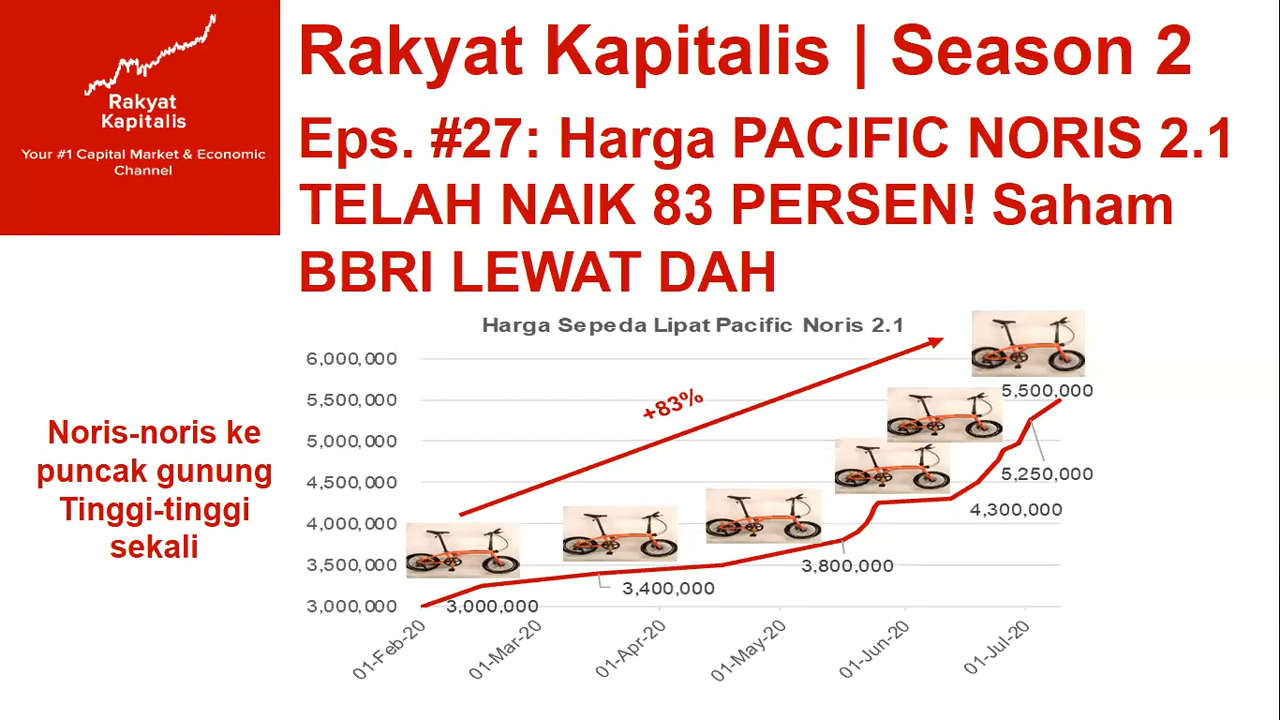 Rakyat
Kapitalis
Your #1 Capital Market & Economic
Channel
Rakyat Kapitalis | Season 2
Eps. #27: Harga PACIFIC NORIS 2.1
TELAH NAIK 83 PERSEN! Saham
BBRI LEWAT DAH
Noris-noris ke
puncak gunung
Tinggi-tinggi
sekali
Harga Sepeda Lipat Pacific Noris 2.1
6,000,000
5,500,000
5,000,000
4,500,000
4,000,000
3,500,000
3,000,000
+83%
3,000,000
3,400,000
3,800,000
4,300,000
5,250,000
5,500,000
01-Feb-20
01-Mar-20
01-Apr-20
01-May-20
01-Jun-20
01-Jul-20